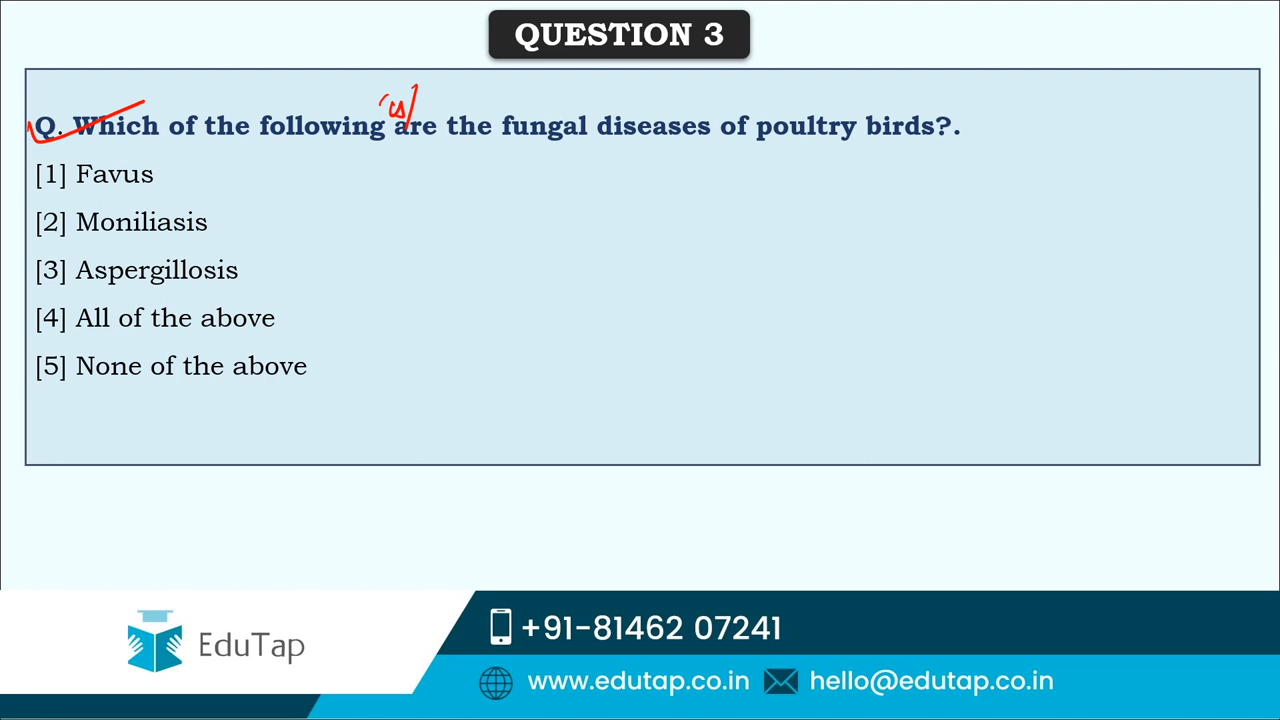 QUESTION 3
Q. Which of the following are the fungal diseases of poultry birds?.
[1] Favus
[2] Moniliasis
[3] Aspergillosis
[4] All of the above
[5] None of the above
EduTap
+91-81462 07241
www.edutap.co.in
hello@edutap.co.in